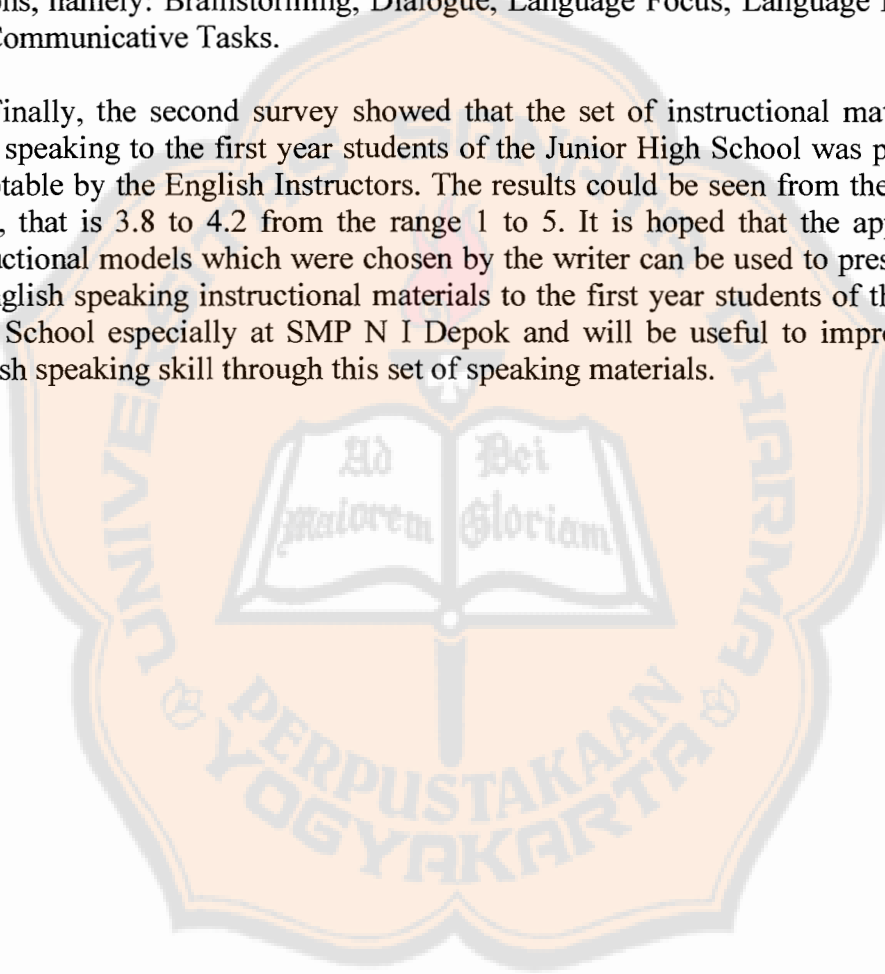 ons, namely: Brainstorming, Dialogue, Language Focus, Language
Communicative Tasks.
Finally, the second survey showed that the set of instructional ma
speaking to the first year students of the Junior High School was p
table by the English Instructors. The results could be seen from the
, that is 3.8 to 4.2 from the range 1 to 5. It is hoped that the ap
uctional models which were chosen by the writer can be used to pres
nglish speaking instructional materials to the first year students of th
School especially at SMP N I Depok and will be useful to impro
sh speaking skill through this set of speaking materials.
UNIVERSITAS SANATA DHARMA
Ad Dei
maiorem Gloriam
PERPUSTAKAAN
YOGYAKARTA